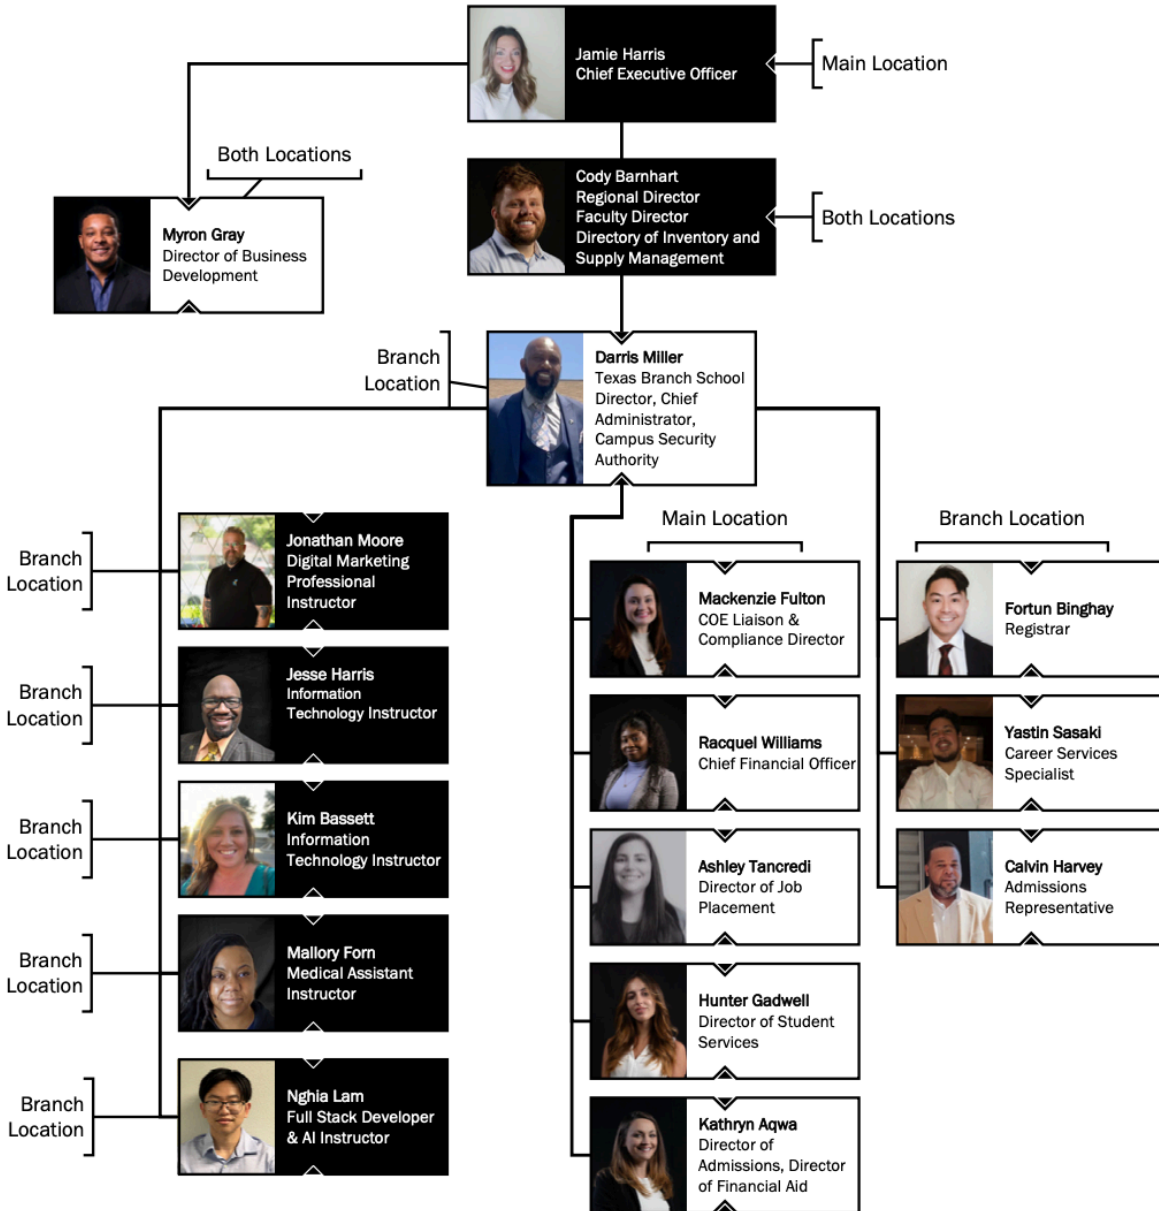 Jamie Harris
Chief Executive Officer
Main Location
Both Locations
Myron Gray
Director of Business
Development
Cody Barnhart
Regional Director
Faculty Director
Directory of Inventory and
Supply Management
Both Locations
Branch
Location
Darris Miller
Texas Branch School
Director, Chief
Administrator,
Campus Security
Authority
Branch
Location
Jonathan Moore
Digital Marketing
Professional
Instructor
Branch
Location
Jesse Harris
Information
Technology Instructor
Branch
Location
Kim Bassett
Information
Technology Instructor
Branch
Location
Mallory Forn
Medical Assistant
Instructor
Branch
Location
Nghia Lam
Full Stack Developer
& AI Instructor
Main Location
Mackenzie Fulton
COE Liaison &
Compliance Director
Racquel Williams
Chief Financial Officer
Ashley Tancredi
Director of Job
Placement
Hunter Gadwell
Director of Student
Services
Kathryn Aqwa
Director of
Admissions, Director
of Financial Aid
Branch Location
Fortun Binghay
Registrar
Yastin Sasaki
Career Services
Specialist
Calvin Harvey
Admissions
Representative